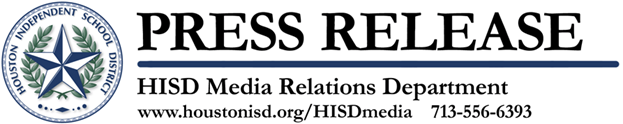 HOUSTON INDEPENDENT SCHOOL DISTRICT
PRESS RELEASE
HISD Media Relations Department
www.houstonisd.org/HISDmedia 713-556-6393